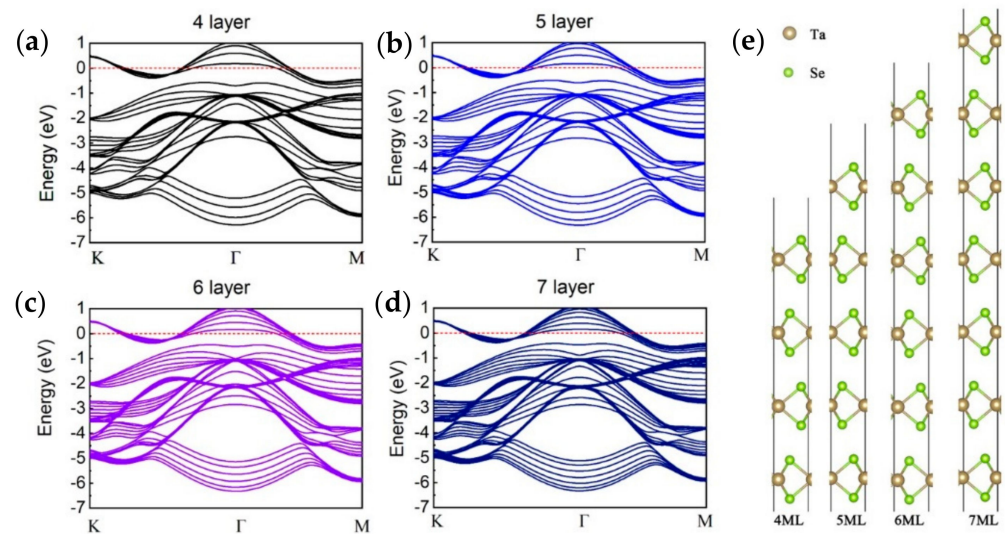 (a)
4 layer
Energy (eV)
1
0
-1
-2
-3
-4
-5
-6
-7
K
Γ
M
(b)
5 layer
Energy (eV)
1
0
-1
-2
-3
-4
-5
-6
-7
K
Γ
M
(c)
6 layer
Energy (eV)
1
0
-1
-2
-3
-4
-5
-6
-7
K
Γ
M
(d)
7 layer
Energy (eV)
1
0
-1
-2
-3
-4
-5
-6
-7
K
Γ
M
(e)
Ta
Se
4ML
5ML
6ML
7ML